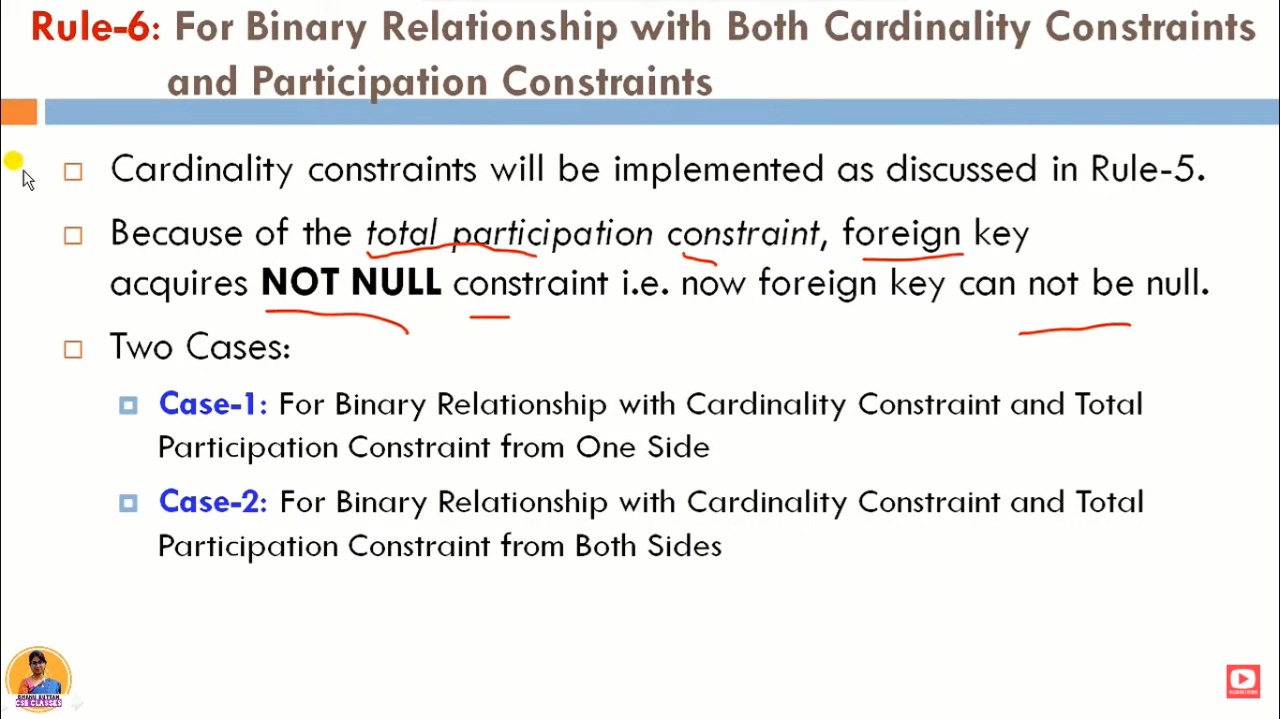 Rule-6: For Binary Relationship with Both Cardinality Constraints
and Participation Constraints
Cardinality constraints will be implemented as discussed in Rule-5.
Because of the total participation constraint, foreign key
acquires NOT NULL constraint i.e. now foreign key can not be null.
Two Cases:
Case-1: For Binary Relationship with Cardinality Constraint and Total
Participation Constraint from One Side
Case-2: For Binary Relationship with Cardinality Constraint and Total
Participation Constraint from Both Sides
CSE CLASSES
SUBSCRIBE